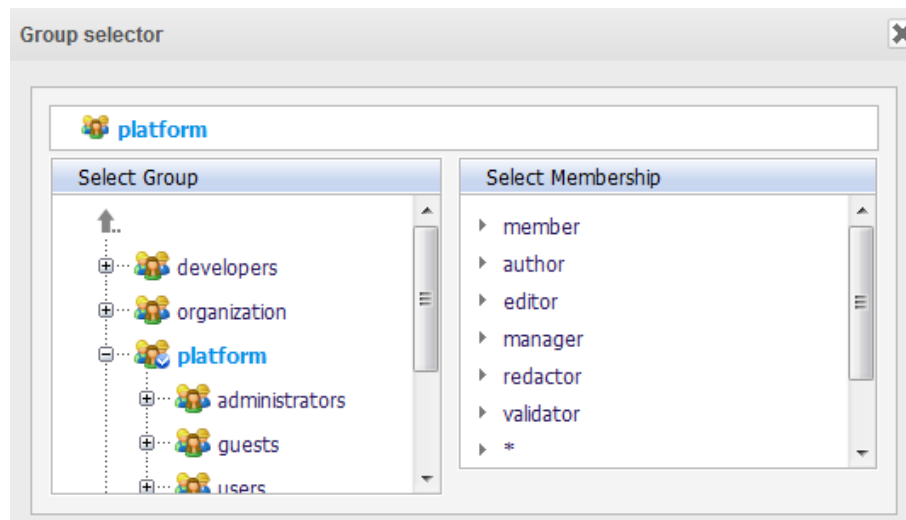 Group selector
platform
Select Group
..
developers
organization
platform
administrators
guests
users
Select Membership
member
author
editor
manager
redactor
validator
*